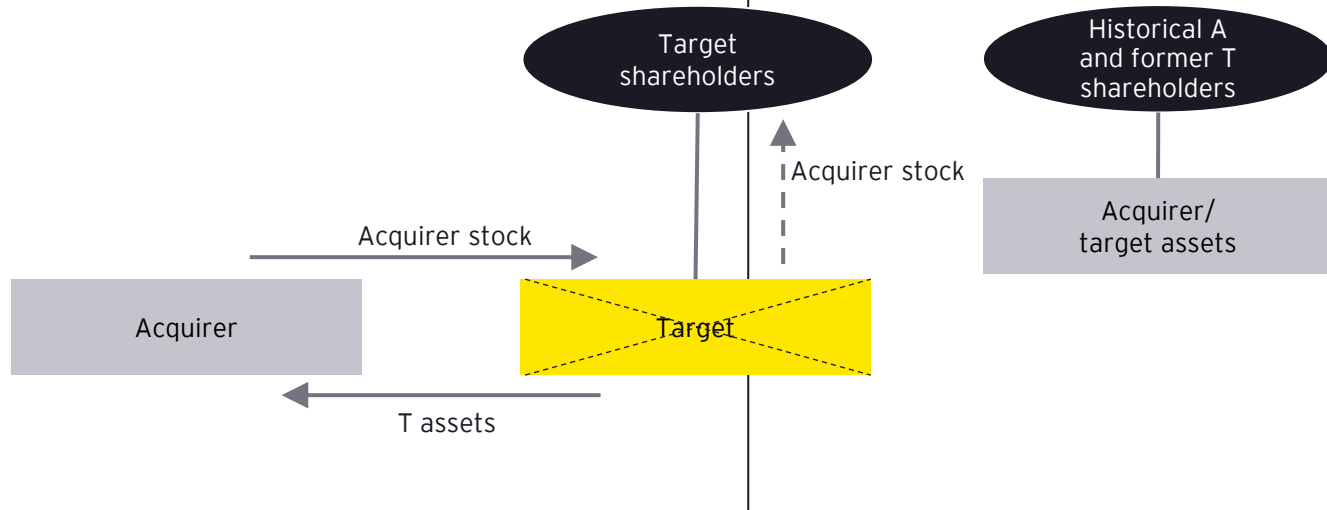 Target
shareholders
Historical A
and former T
shareholders
Acquirer stock
Acquirer/
target assets
Acquirer stock
Acquirer
Target
T assets